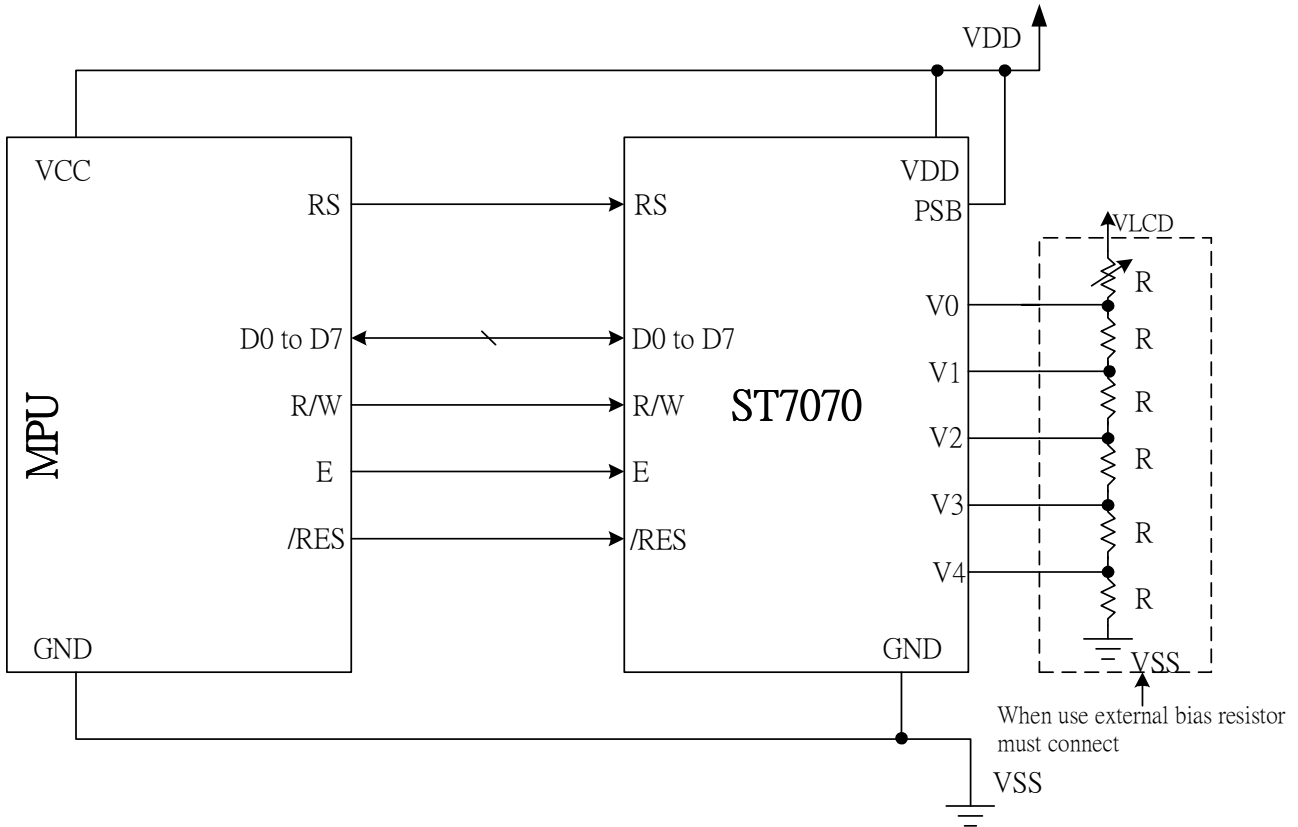 VDD
VCC
VDD
RS
RS
PSB
VLCD
R
V0
D0 to D7
D0 to D7
R
V1
MPU
R/W
R/W
ST7070
R
V2
E
E
R
V3
/RES
/RES
R
V4
R
GND
GND
VSS
When use external bias resistor
must connect
VSS